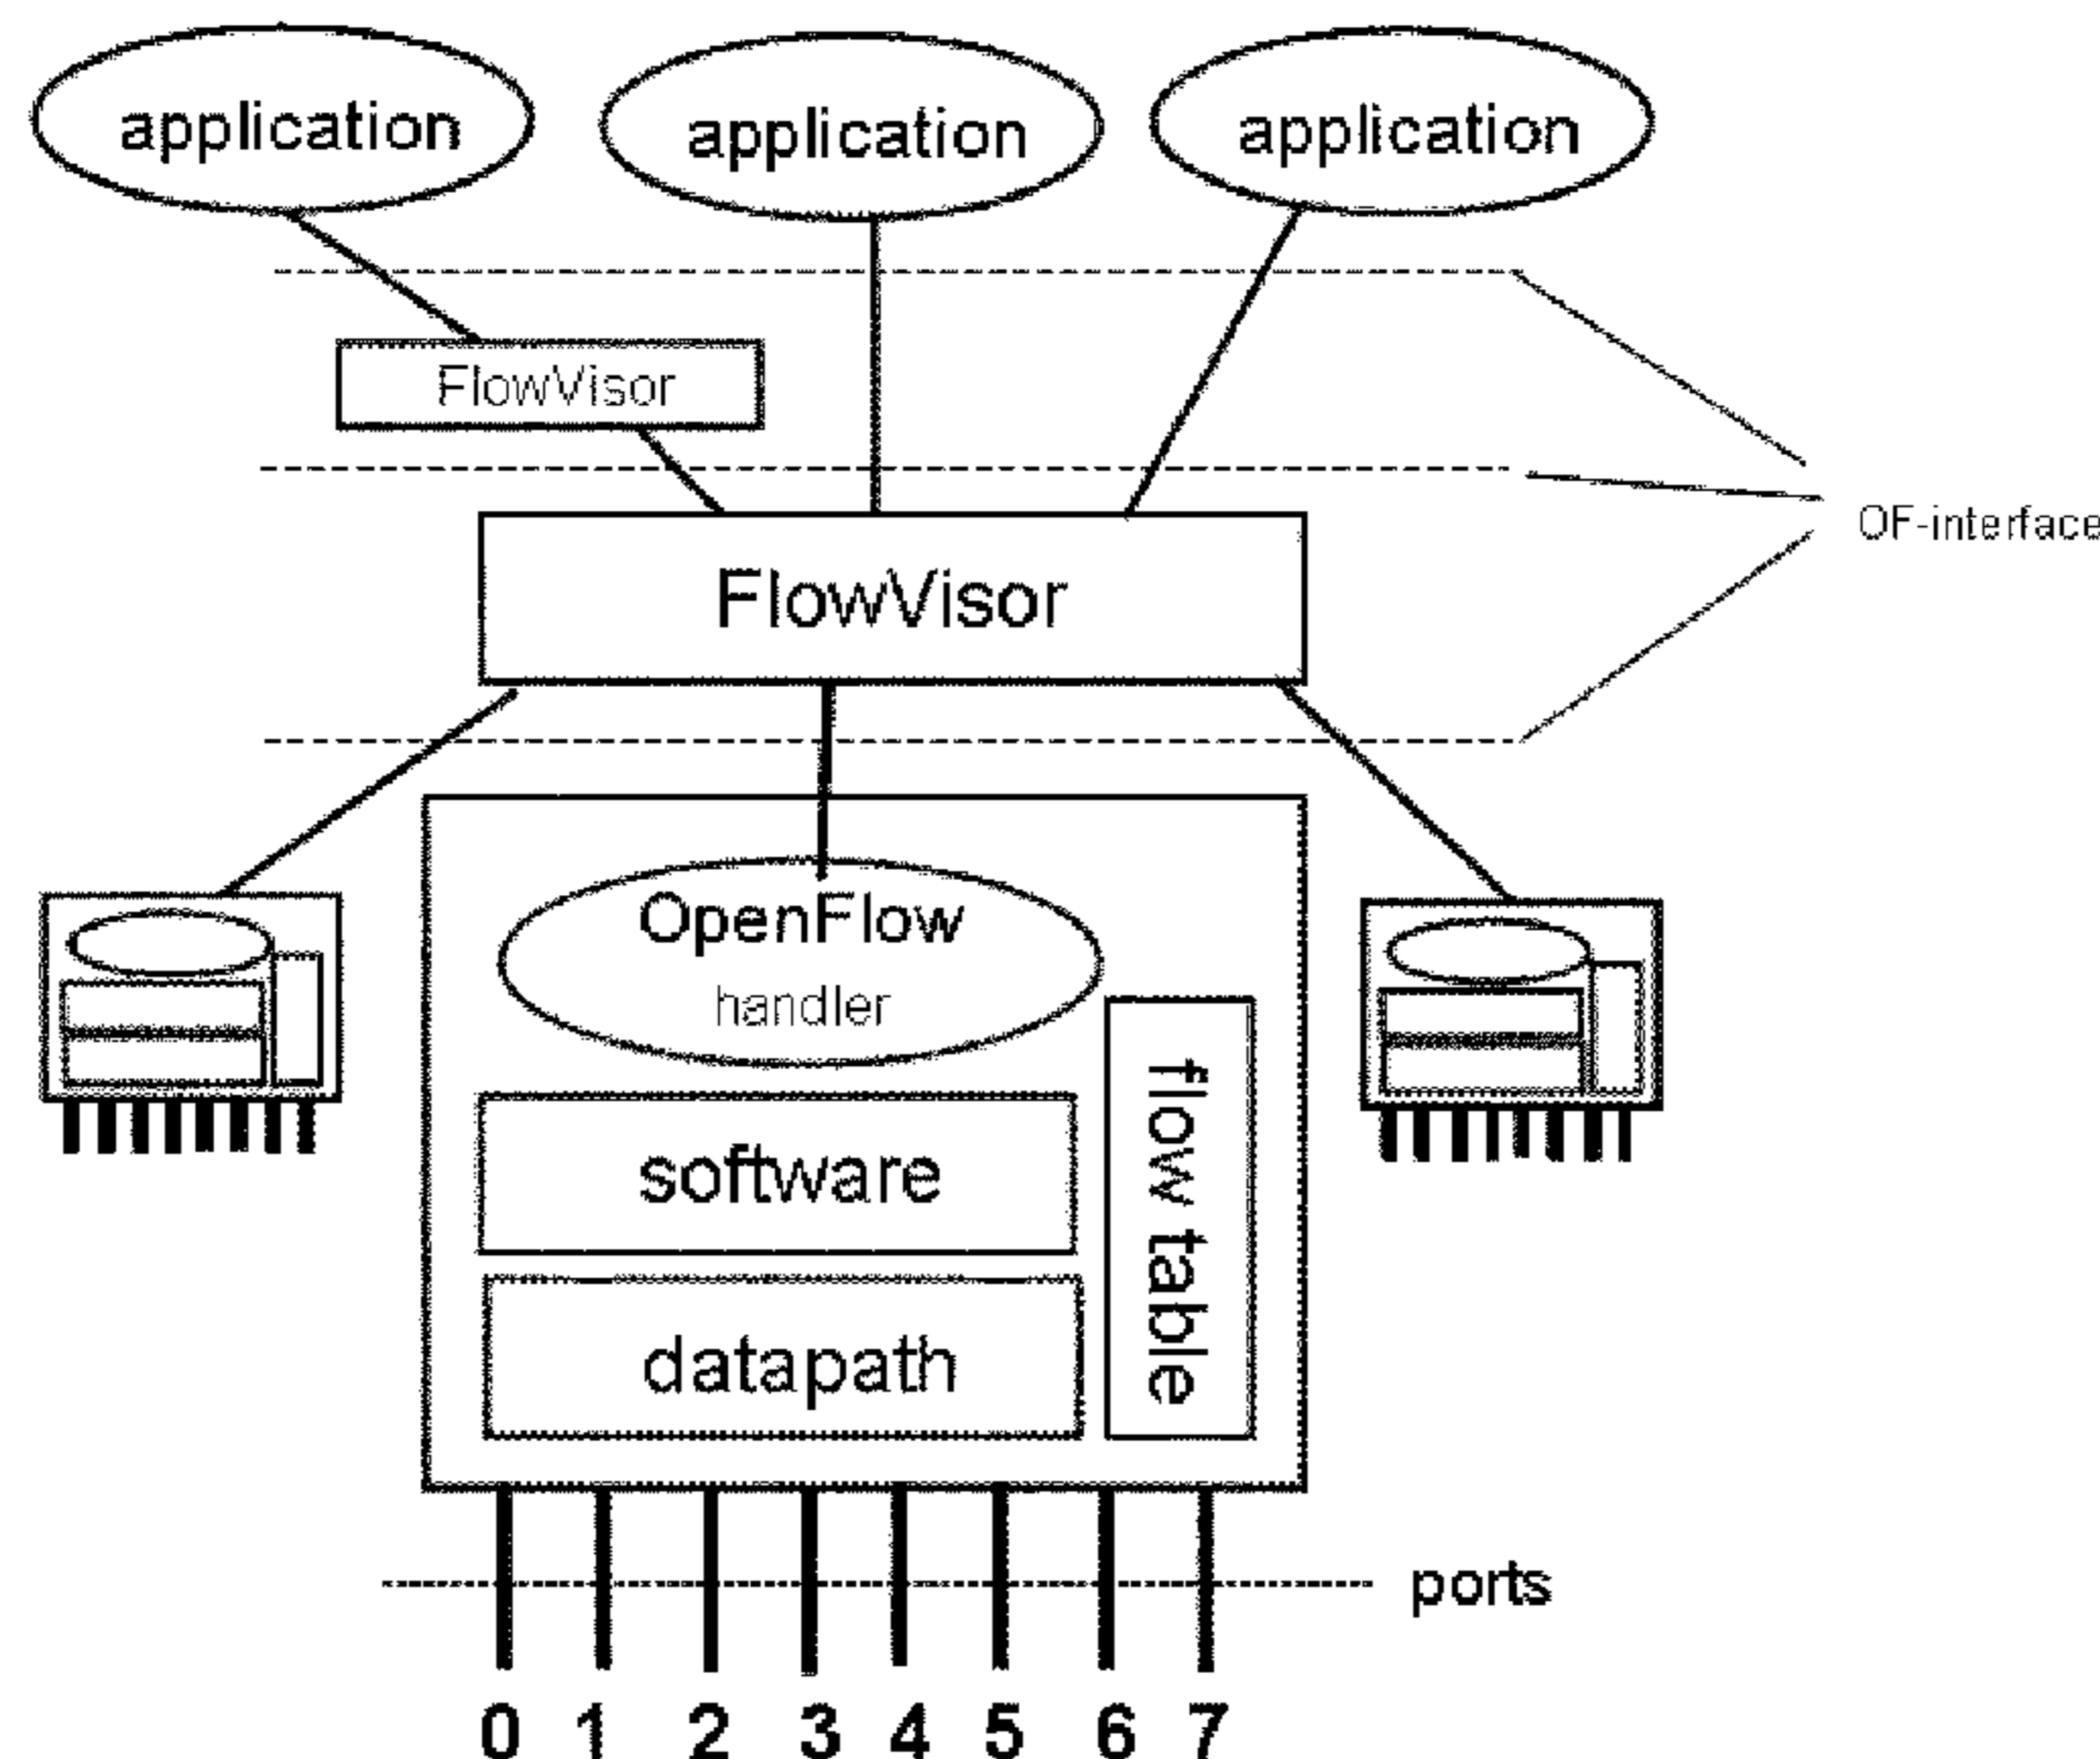 application
application
application
FlowVisor
OF-interface
FlowVisor
OpenFlow
handler
flow table
software
datapath
ports
0 1 2 3 4 5 6 7